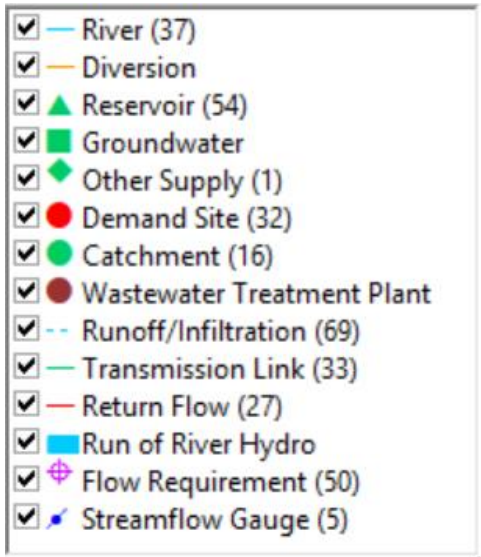 River (37)
Diversion
Reservoir (54)
Groundwater
Other Supply (1)
Demand Site (32)
Catchment (16)
Wastewater Treatment Plant
Runoff/Infiltration (69)
Transmission Link (33)
Return Flow (27)
Run of River Hydro
Flow Requirement (50)
Streamflow Gauge (5)